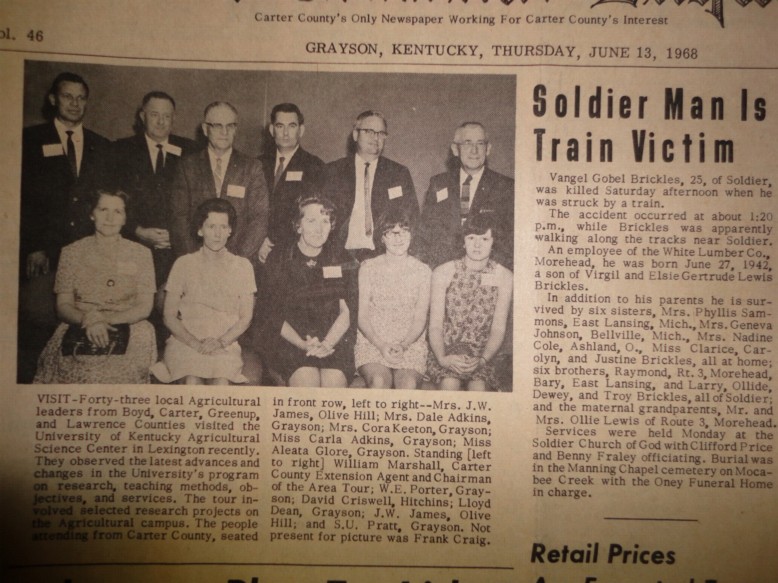 Carter County's Only Newspaper Working For Carter County's Interest
ol. 46
GRAYSON, KENTUCKY, THURSDAY, JUNE 13, 1968
VISIT-Forty-three local Agricultural
leaders from Boyd, Carter, Greenup,
and Lawrence Counties visited the
University of Kentucky Agricultural
Science Center in Lexington recently.
They observed the latest advances and
changes in the University's program
on research, teaching methods, ob-
jectives, and services. The tour in-
volved selected research projects on
the Agricultural campus. The people
attending from Carter County, seated
in front row, left to right--Mrs. J.W.
James, Olive Hill; Mrs. Dale Adkins,
Grayson; Mrs. Cora Keeton, Grayson;
Miss Carla Adkins, Grayson; Miss
Aleata Glore, Grayson. Standing [left
to right] William Marshall, Carter
County Extension Agent and Chairman
of the Area Tour; W.E. Porter, Gray-
son; David Criswell, Hitchins; Lloyd
Dean, Grayson; J.W. James, Olive
Hill; and S.U. Pratt, Grayson. Not
present for picture was Frank Craig.
Soldier Man Is
Train Victim
Vangel Gobel Brickles, 25, of Soldier,
was killed Saturday afternoon when he
was struck by a train.
The accident occurred at about 1:20
p.m., while Brickles was apparently
walking along the tracks near Soldier.
An employee of the White Lumber Co.,
Morehead, he was born June 27, 1942,
a son of Virgil and Elsie Gertrude Lewis
Brickles.
In addition to his parents he is sur-
vived by six sisters, Mrs. Phyllis Sam-
mons, East Lansing, Mich., Mrs. Geneva
Johnson, Bellville, Mich., Mrs. Nadine
Cole, Ashland, O., Miss Clarice, Car-
olyn, and Justine Brickles, all at home;
six brothers, Raymond, Rt. 3, Morehead,
Bary, East Lansing, and Larry, Ollide,
Dewey, and Troy Brickles, all of Soldier;
and the maternal grandparents, Mr. and
Mrs. Ollie Lewis of Route 3, Morehead.
Services were held Monday at the
Soldier Church of God with Clifford Price
and Benny Fraley officiating. Burial was
in the Manning Chapel cemetery on Moca-
bee Creek with the Oney Funeral Home
in charge.
Retail Prices